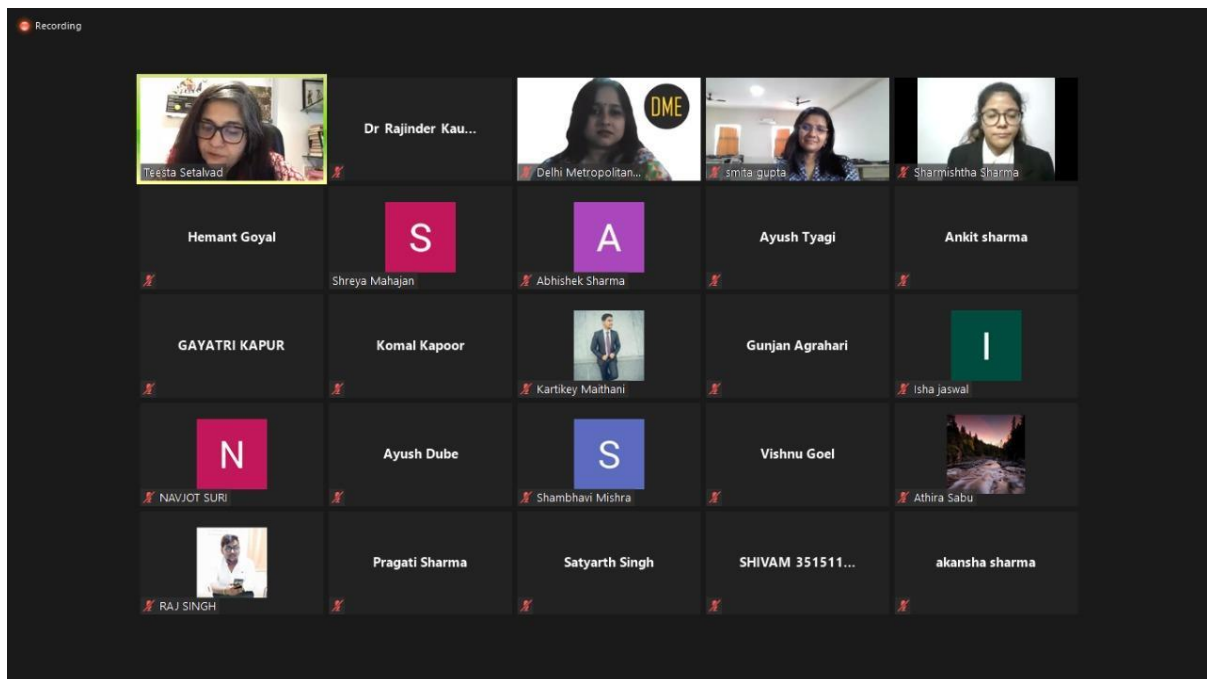 Recording
Teesta Setalvad
Dr Rajinder Kau...
DME
Delhi Metropolitan...
smita gupta
Sharmishtha Sharma
Hemant Goyal
S
Shreya Mahajan
A
Abhishek Sharma
Ayush Tyagi
Ankit sharma
GAYATRI KAPUR
Komal Kapoor
Kartikey Maithani
Gunjan Agrahari
I
Isha jaswal
N
NAVJOT SURI
Ayush Dube
S
Shambhavi Mishra
Vishnu Goel
Athira Sabu
RAJ SINGH
Pragati Sharma
Satyarth Singh
SHIVAM 351511...
akansha sharma